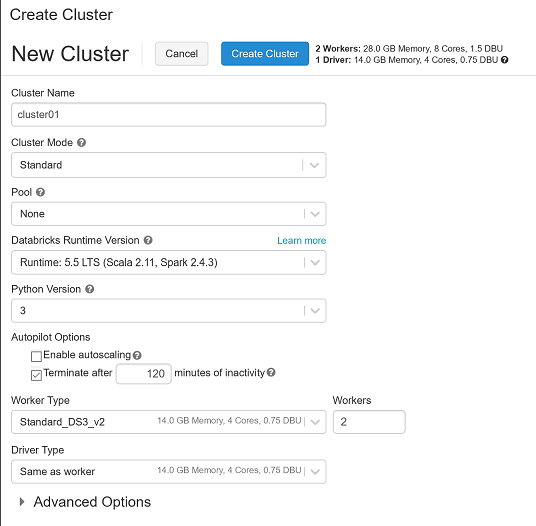 Create Cluster
New Cluster Cancel Create Cluster
2 Workers: 28.0 GB Memory, 8 Cores, 1.5 DBU
1 Driver: 14.0 GB Memory, 4 Cores, 0.75 DBU ?
Cluster Name
cluster01
Cluster Mode ?
Standard
Pool ?
None
Databricks Runtime Version ? Learn more
Runtime: 5.5 LTS (Scala 2.11, Spark 2.4.3)
Python Version ?
3
Autopilot Options
Enable autoscaling ?
Terminate after 120 minutes of inactivity ?
Worker Type Workers
Standard_DS3_v2 14.0 GB Memory, 4 Cores, 0.75 DBU 2
Driver Type
Same as worker 14.0 GB Memory, 4 Cores, 0.75 DBU
Advanced Options